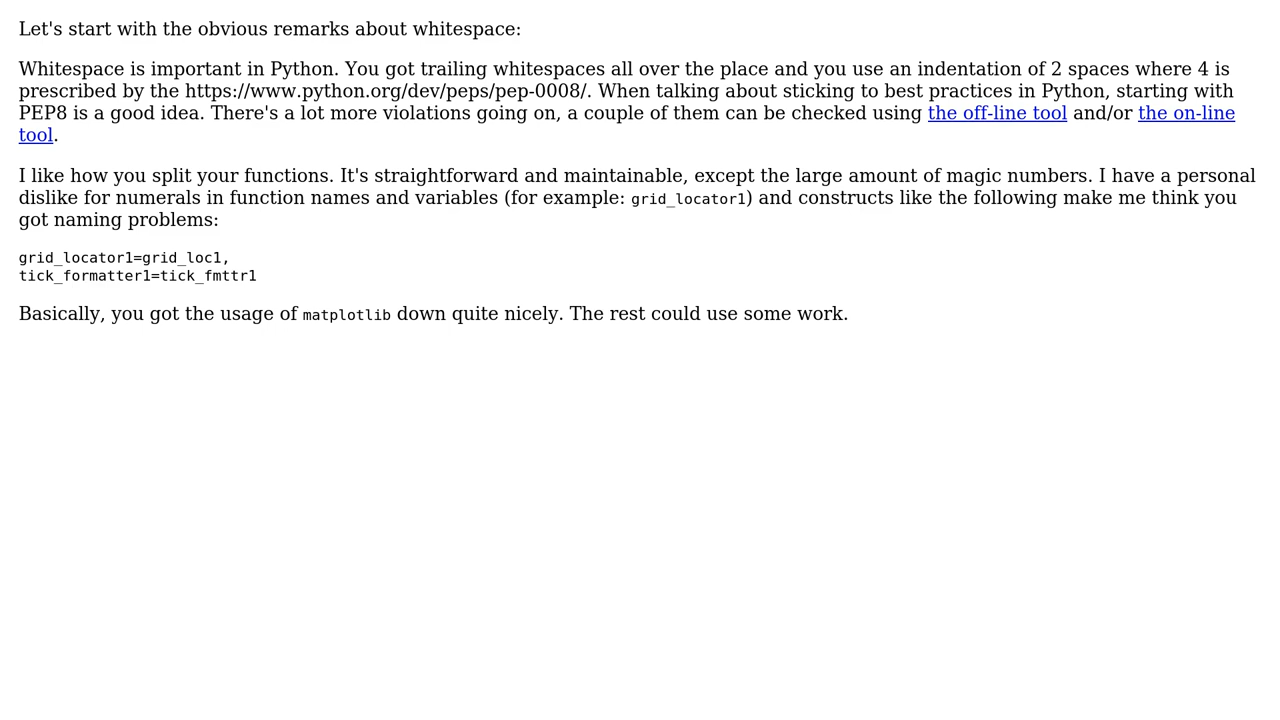 Let's start with the obvious remarks about whitespace:
Whitespace is important in Python. You got trailing whitespaces all over the place and you use an indentation of 2 spaces where 4 is
prescribed by the https://www.python.org/dev/peps/pep-0008/. When talking about sticking to best practices in Python, starting with
PEP8 is a good idea. There's a lot more violations going on, a couple of them can be checked using the off-line tool and/or the on-line
tool.
I like how you split your functions. It's straightforward and maintainable, except the large amount of magic numbers. I have a personal
dislike for numerals in function names and variables (for example: grid_locator1) and constructs like the following make me think you
got naming problems:
grid_locator1=grid_loc1,
tick_formatter1=tick_fmttr1
Basically, you got the usage of matplotlib down quite nicely. The rest could use some work.